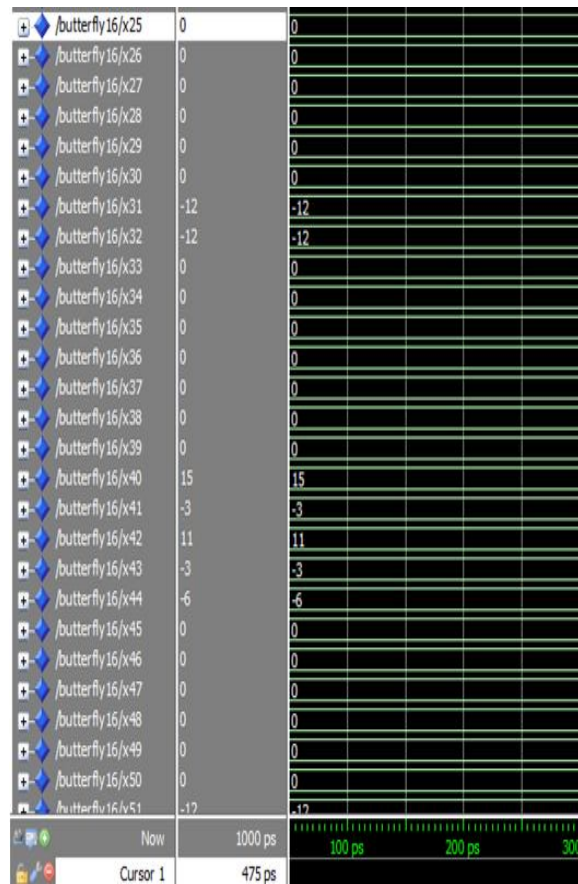 /butterfly16/x25 0 0
/butterfly16/x26 0 0
/butterfly16/x27 0 0
/butterfly16/x28 0 0
/butterfly16/x29 0 0
/butterfly16/x30 0 0
/butterfly16/x31 -12 -12
/butterfly16/x32 -12 -12
/butterfly16/x33 0 0
/butterfly16/x34 0 0
/butterfly16/x35 0 0
/butterfly16/x36 0 0
/butterfly16/x37 0 0
/butterfly16/x38 0 0
/butterfly16/x39 0 0
/butterfly16/x40 15 15
/butterfly16/x41 -3 -3
/butterfly16/x42 11 11
/butterfly16/x43 -3 -3
/butterfly16/x44 -6 -6
/butterfly16/x45 0 0
/butterfly16/x46 0 0
/butterfly16/x47 0 0
/butterfly16/x48 0 0
/butterfly16/x49 0 0
/butterfly16/x50 0 0
/butterfly16/x51 -12 -12
Now 1000 ps 100 ps 200 ps 300
Cursor 1 475 ps